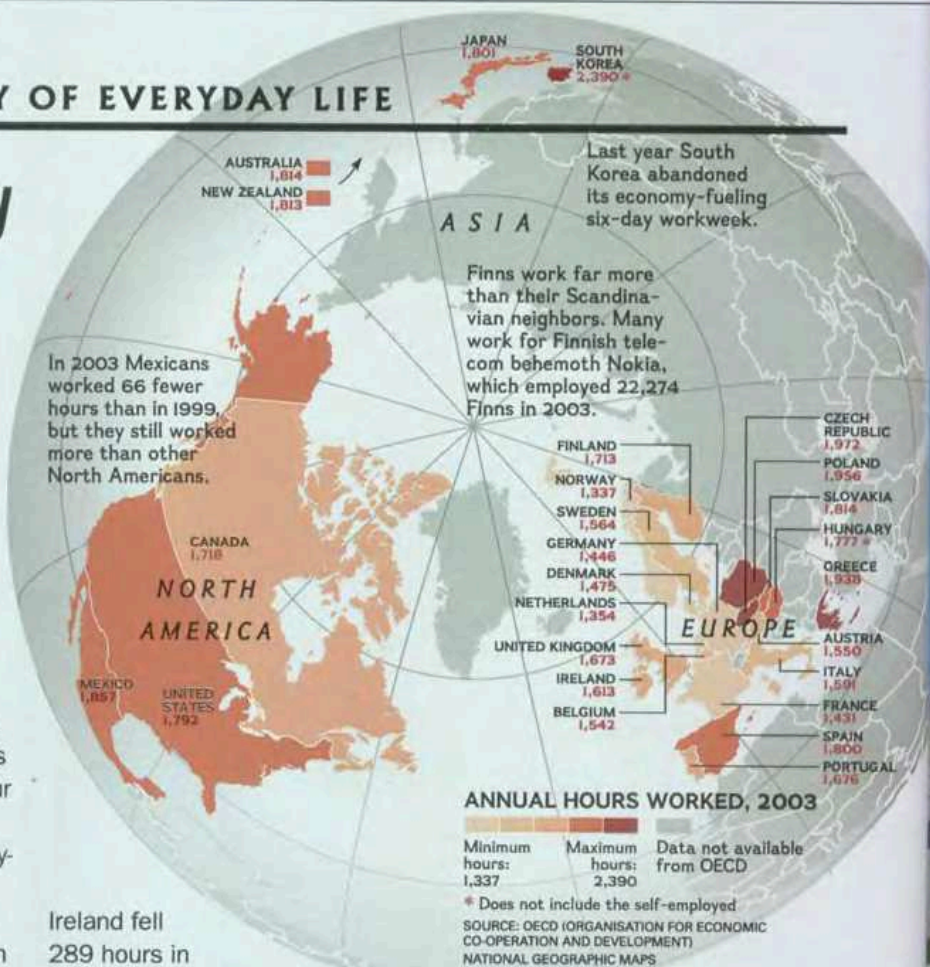 Y OF EVERYDAY LIFE
JAPAN
1,801
SOUTH
KOREA
2,390*
AUSTRALIA
1,814
NEW ZEALAND
1,813
Last year South
Korea abandoned
its economy-fueling
six-day workweek.
ASIA
Finns work far more
than their Scandina-
vian neighbors. Many
work for Finnish tele-
com behemoth Nokia,
which employed 22,274
Finns in 2003.
In 2003 Mexicans
worked 66 fewer
hours than in 1999,
but they still worked
more than other
North Americans.
CANADA
1,718
NORTH
AMERICA
MEXICO
1,857
UNITED
STATES
1,792
FINLAND
1,713
NORWAY
1,337
SWEDEN
1,564
GERMANY
1,446
DENMARK
1,475
NETHERLANDS
1,354
UNITED KINGDOM
1,673
IRELAND
1,613
BELGIUM
1,542
EUROPE
CZECH
REPUBLIC
1,972
POLAND
1,956
SLOVAKIA
1,814
HUNGARY
1,777*
GREECE
1,938
AUSTRIA
1,550
ITALY
1,591
FRANCE
1,431
SPAIN
1,800
PORTUGAL
1,676
ANNUAL HOURS WORKED, 2003
Minimum
hours:
1,337
Maximum
hours:
2,390
Data not available
from OECD
* Does not include the self-employed
SOURCE: OECD (ORGANISATION FOR ECONOMIC
CO-OPERATION AND DEVELOPMENT)
NATIONAL GEOGRAPHIC MAPS
Ireland fell
289 hours in